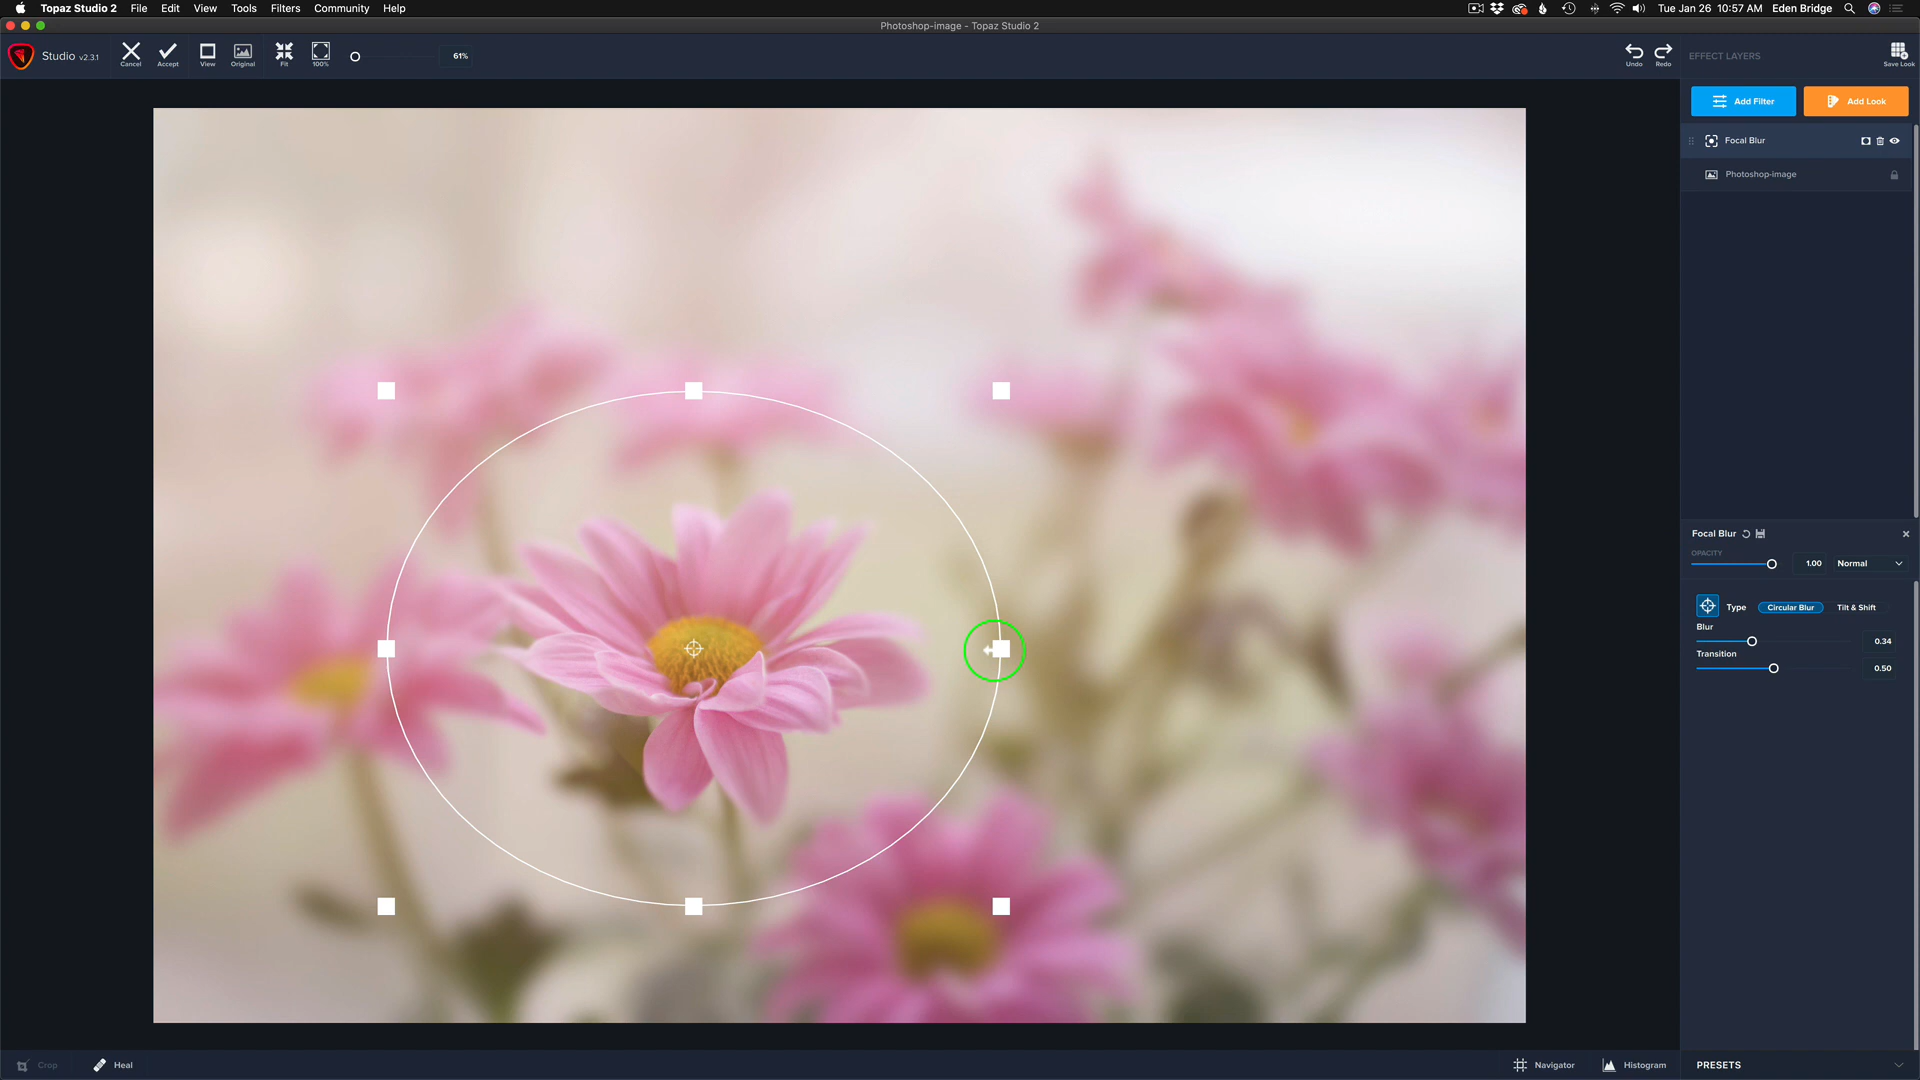 Topaz Studio 2 File Edit View Tools Filters Community Help Tue Jan 26 10:57 AM Eden Bridge
Photoshop-image - Topaz Studio 2
Studio v2.3.1 Cancel Accept View Original Fit 100% 61% Undo Redo EFFECT LAYERS Save Look
Add Filter Add Look
Focal Blur
Photoshop-image
Focal Blur
OPACITY
1.00 Normal
Type Circular Blur Tilt & Shift
Blur
0.34
Transition
0.50
Crop Heal Navigator Histogram PRESETS